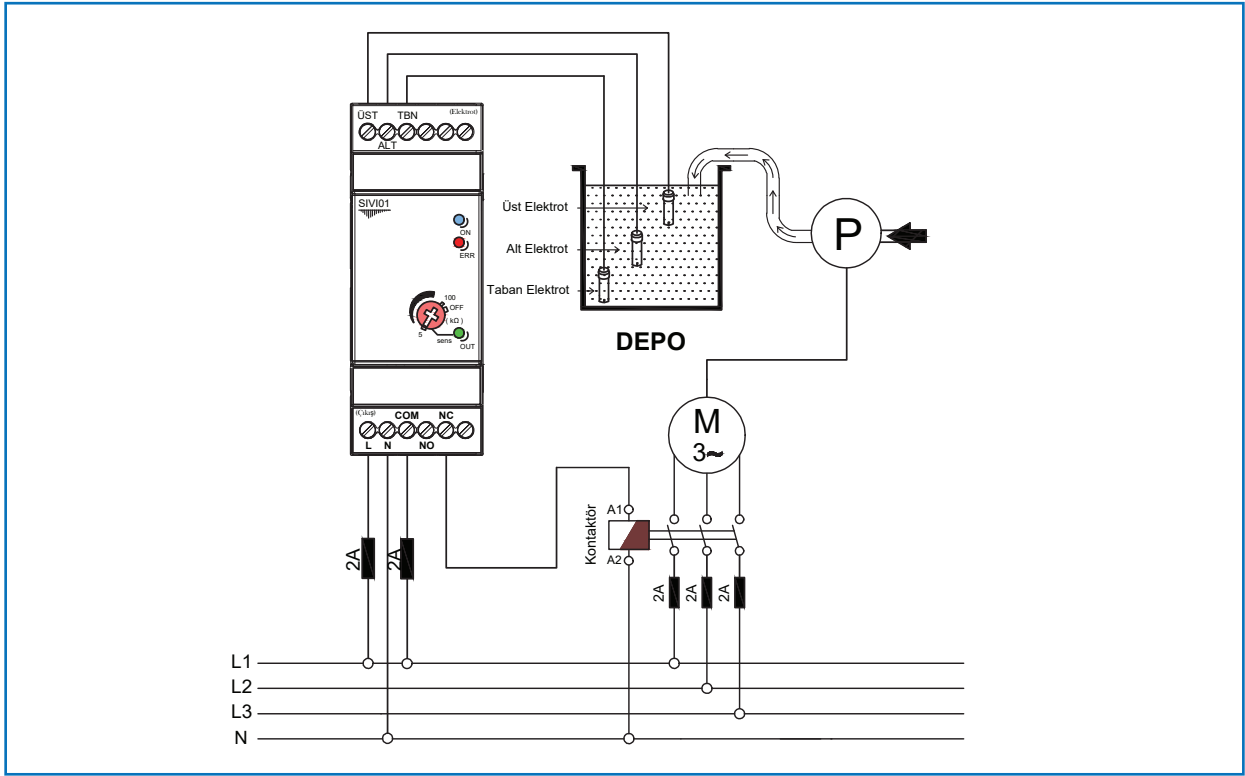 ÜST TBN (Elektrot)
ALT
SIVI01
ON
ERR
100
OFF
( kΩ )
5
sens
OUT
(Çıkış) COM NC
L N NO
Üst Elektrot
Alt Elektrot
Taban Elektrot
DEPO
P
M
3~
Kontaktör
A1
A2
2A
2A
2A
2A
2A
L1
L2
L3
N